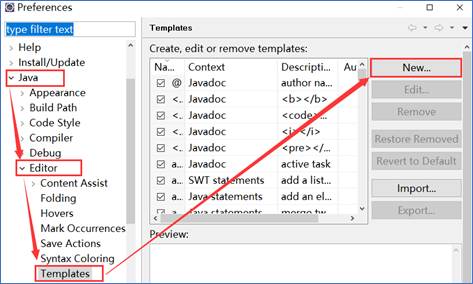 Preferences
type filter text
Help
Install/Update
Java
Appearance
Build Path
Code Style
Compiler
Debug
Editor
Content Assist
Folding
Hovers
Mark Occurrences
Save Actions
Syntax Coloring
Templates
Templates
Create, edit or remove templates:
Na... Context Descripti... Au
@ Javadoc author na...
<.. Javadoc <b></b>
<.. Javadoc <code>...
<.. Javadoc <i></i>
<.. Javadoc <pre></...
a... Javadoc active task
a... SWT statements add a list...
a... Java statements add an el...
a... Java statements merge tw...
Preview:
New...
Edit...
Remove
Restore Removed
Revert to Default
Import...
Export...